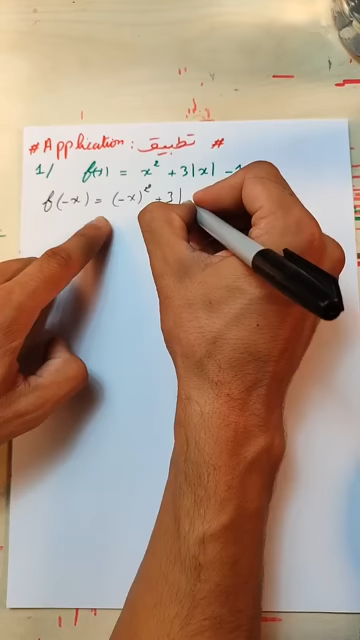 # Application : تطبيق #
1/ f(x) = x² + 3|x| -
f(-x) = (-x)² + 3|